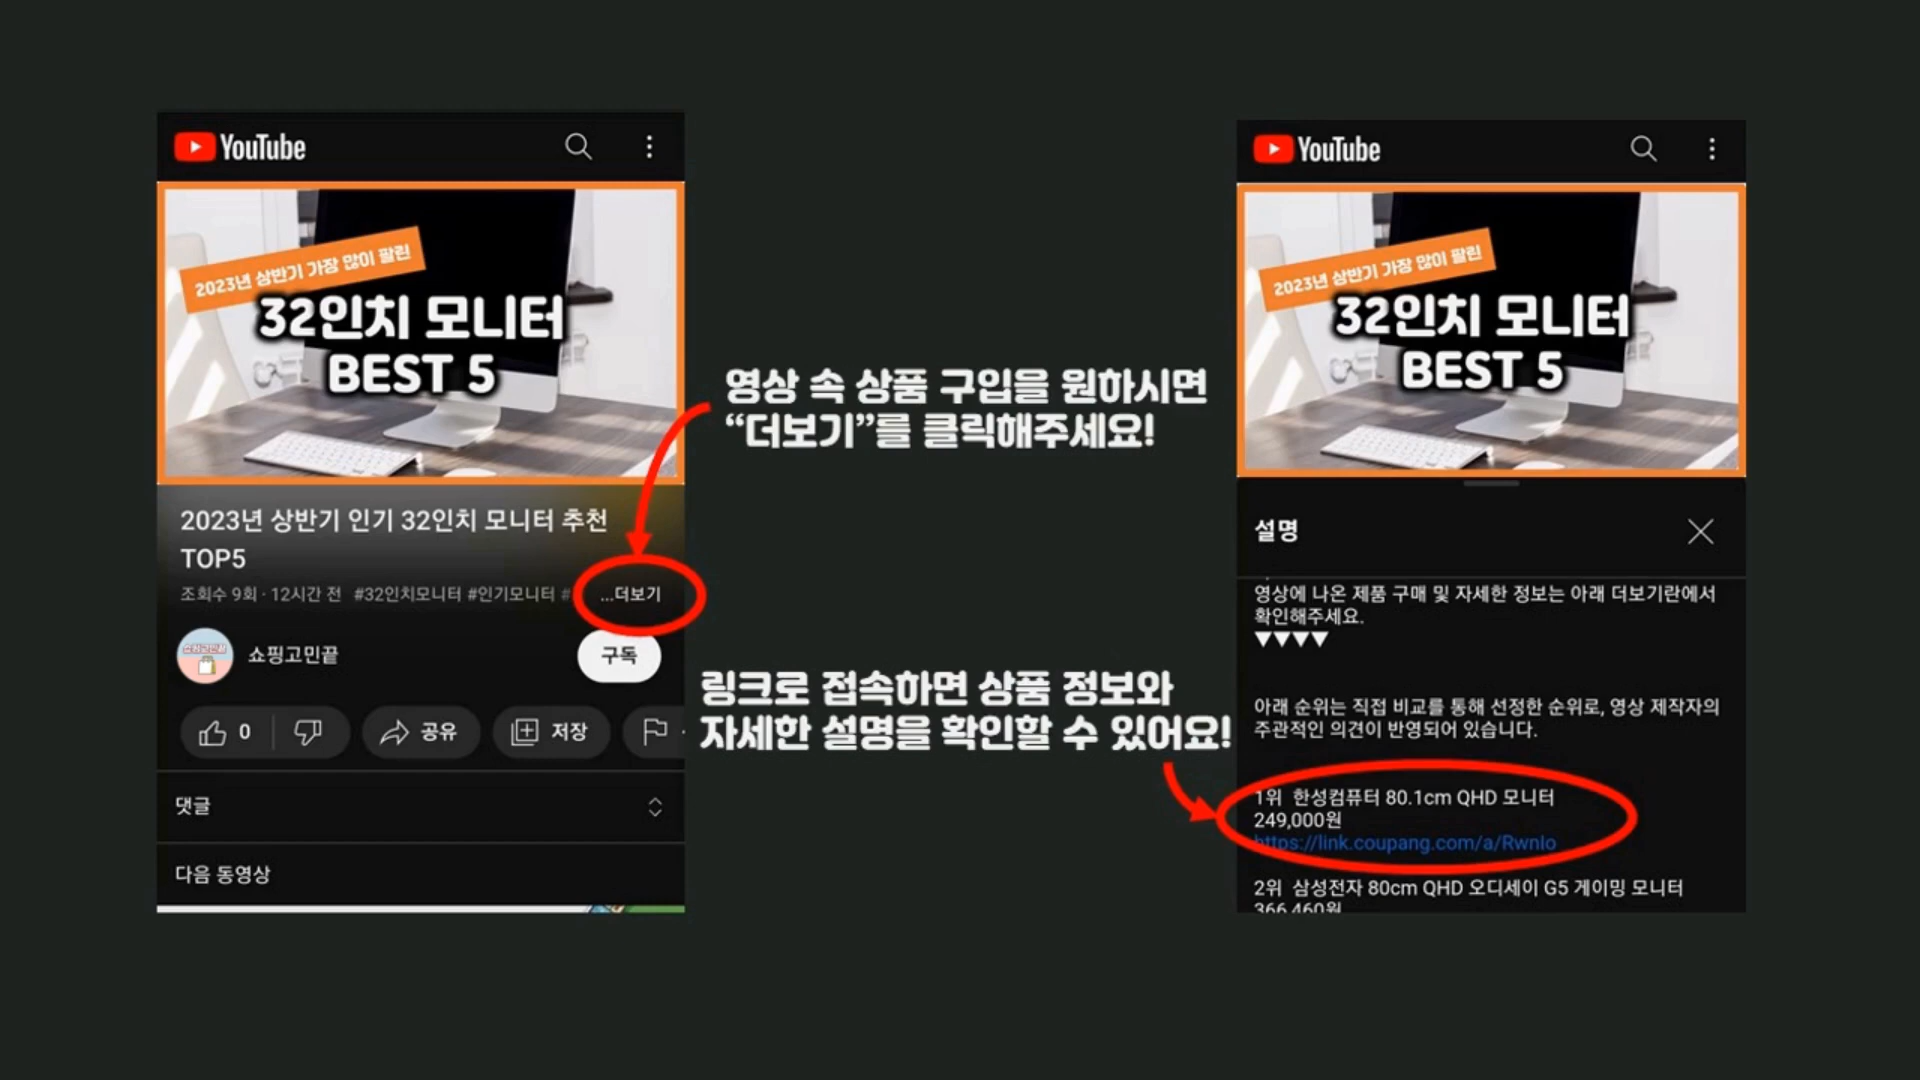 YouTube
2023년 상반기 가장 많이 팔린
32인치 모니터
BEST 5
2023년 상반기 인기 32인치 모니터 추천
TOP5
조회수 9회 · 12시간 전 #32인치모니터 #인기모니터 # ...더보기
쇼핑고민끝
쇼핑고민끝
구독
0
공유
저장
댓글
다음 동영상
영상 속 상품 구입을 원하시면
“더보기”를 클릭해주세요!
링크로 접속하면 상품 정보와
자세한 설명을 확인할 수 있어요!
YouTube
2023년 상반기 가장 많이 팔린
32인치 모니터
BEST 5
설명
영상에 나온 제품 구매 및 자세한 정보는 아래 더보기란에서
확인해주세요.
▼▼▼▼
아래 순위는 직접 비교를 통해 선정한 순위로, 영상 제작자의
주관적인 의견이 반영되어 있습니다.
1위 한성컴퓨터 80.1cm QHD 모니터
249,000원
https://link.coupang.com/a/RwnIo
2위 삼성전자 80cm QHD 오디세이 G5 게이밍 모니터
366,460원